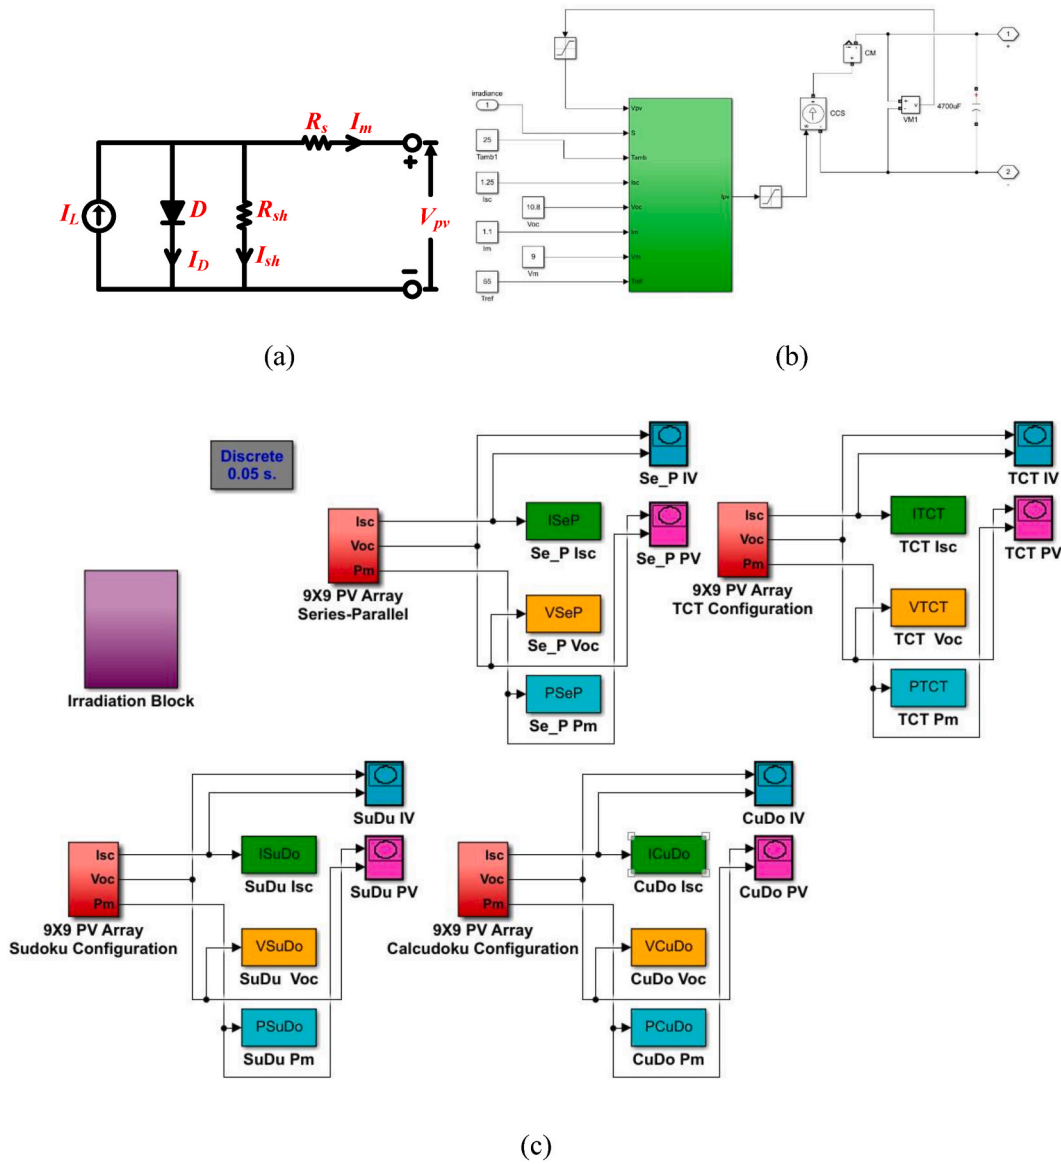 I_L
D
I_D
R_sh
I_sh
R_s
I_m
+
V_pv
−
(a)
irradiance
1
25
Tamb1
1.25
Isc
10.8
Voc
1.1
Im
9
Vm
65
Tref
Vpv
S
Tamb
Isc
Voc
Im
Vm
Tref
Ipv
CCS
CM
VM1
4700uF
1
+
2
-
(b)
Discrete
0.05 s.
Irradiation Block
Isc
Voc
Pm
9X9 PV Array
Series-Parallel
Se_P IV
ISeP
Se_P Isc
Se_P PV
VSeP
Se_P Voc
PSeP
Se_P Pm
Isc
Voc
Pm
9X9 PV Array
TCT Configuration
TCT IV
ITCT
TCT Isc
TCT PV
VTCT
TCT Voc
PTCT
TCT Pm
Isc
Voc
Pm
9X9 PV Array
Sudoku Configuration
SuDu IV
ISuDo
SuDu Isc
SuDu PV
VSuDo
SuDu Voc
PSuDo
SuDu Pm
Isc
Voc
Pm
9X9 PV Array
Calcudoku Configuration
CuDo IV
ICuDo
CuDo Isc
CuDo PV
VCuDo
CuDo Voc
PCuDo
CuDo Pm
(c)